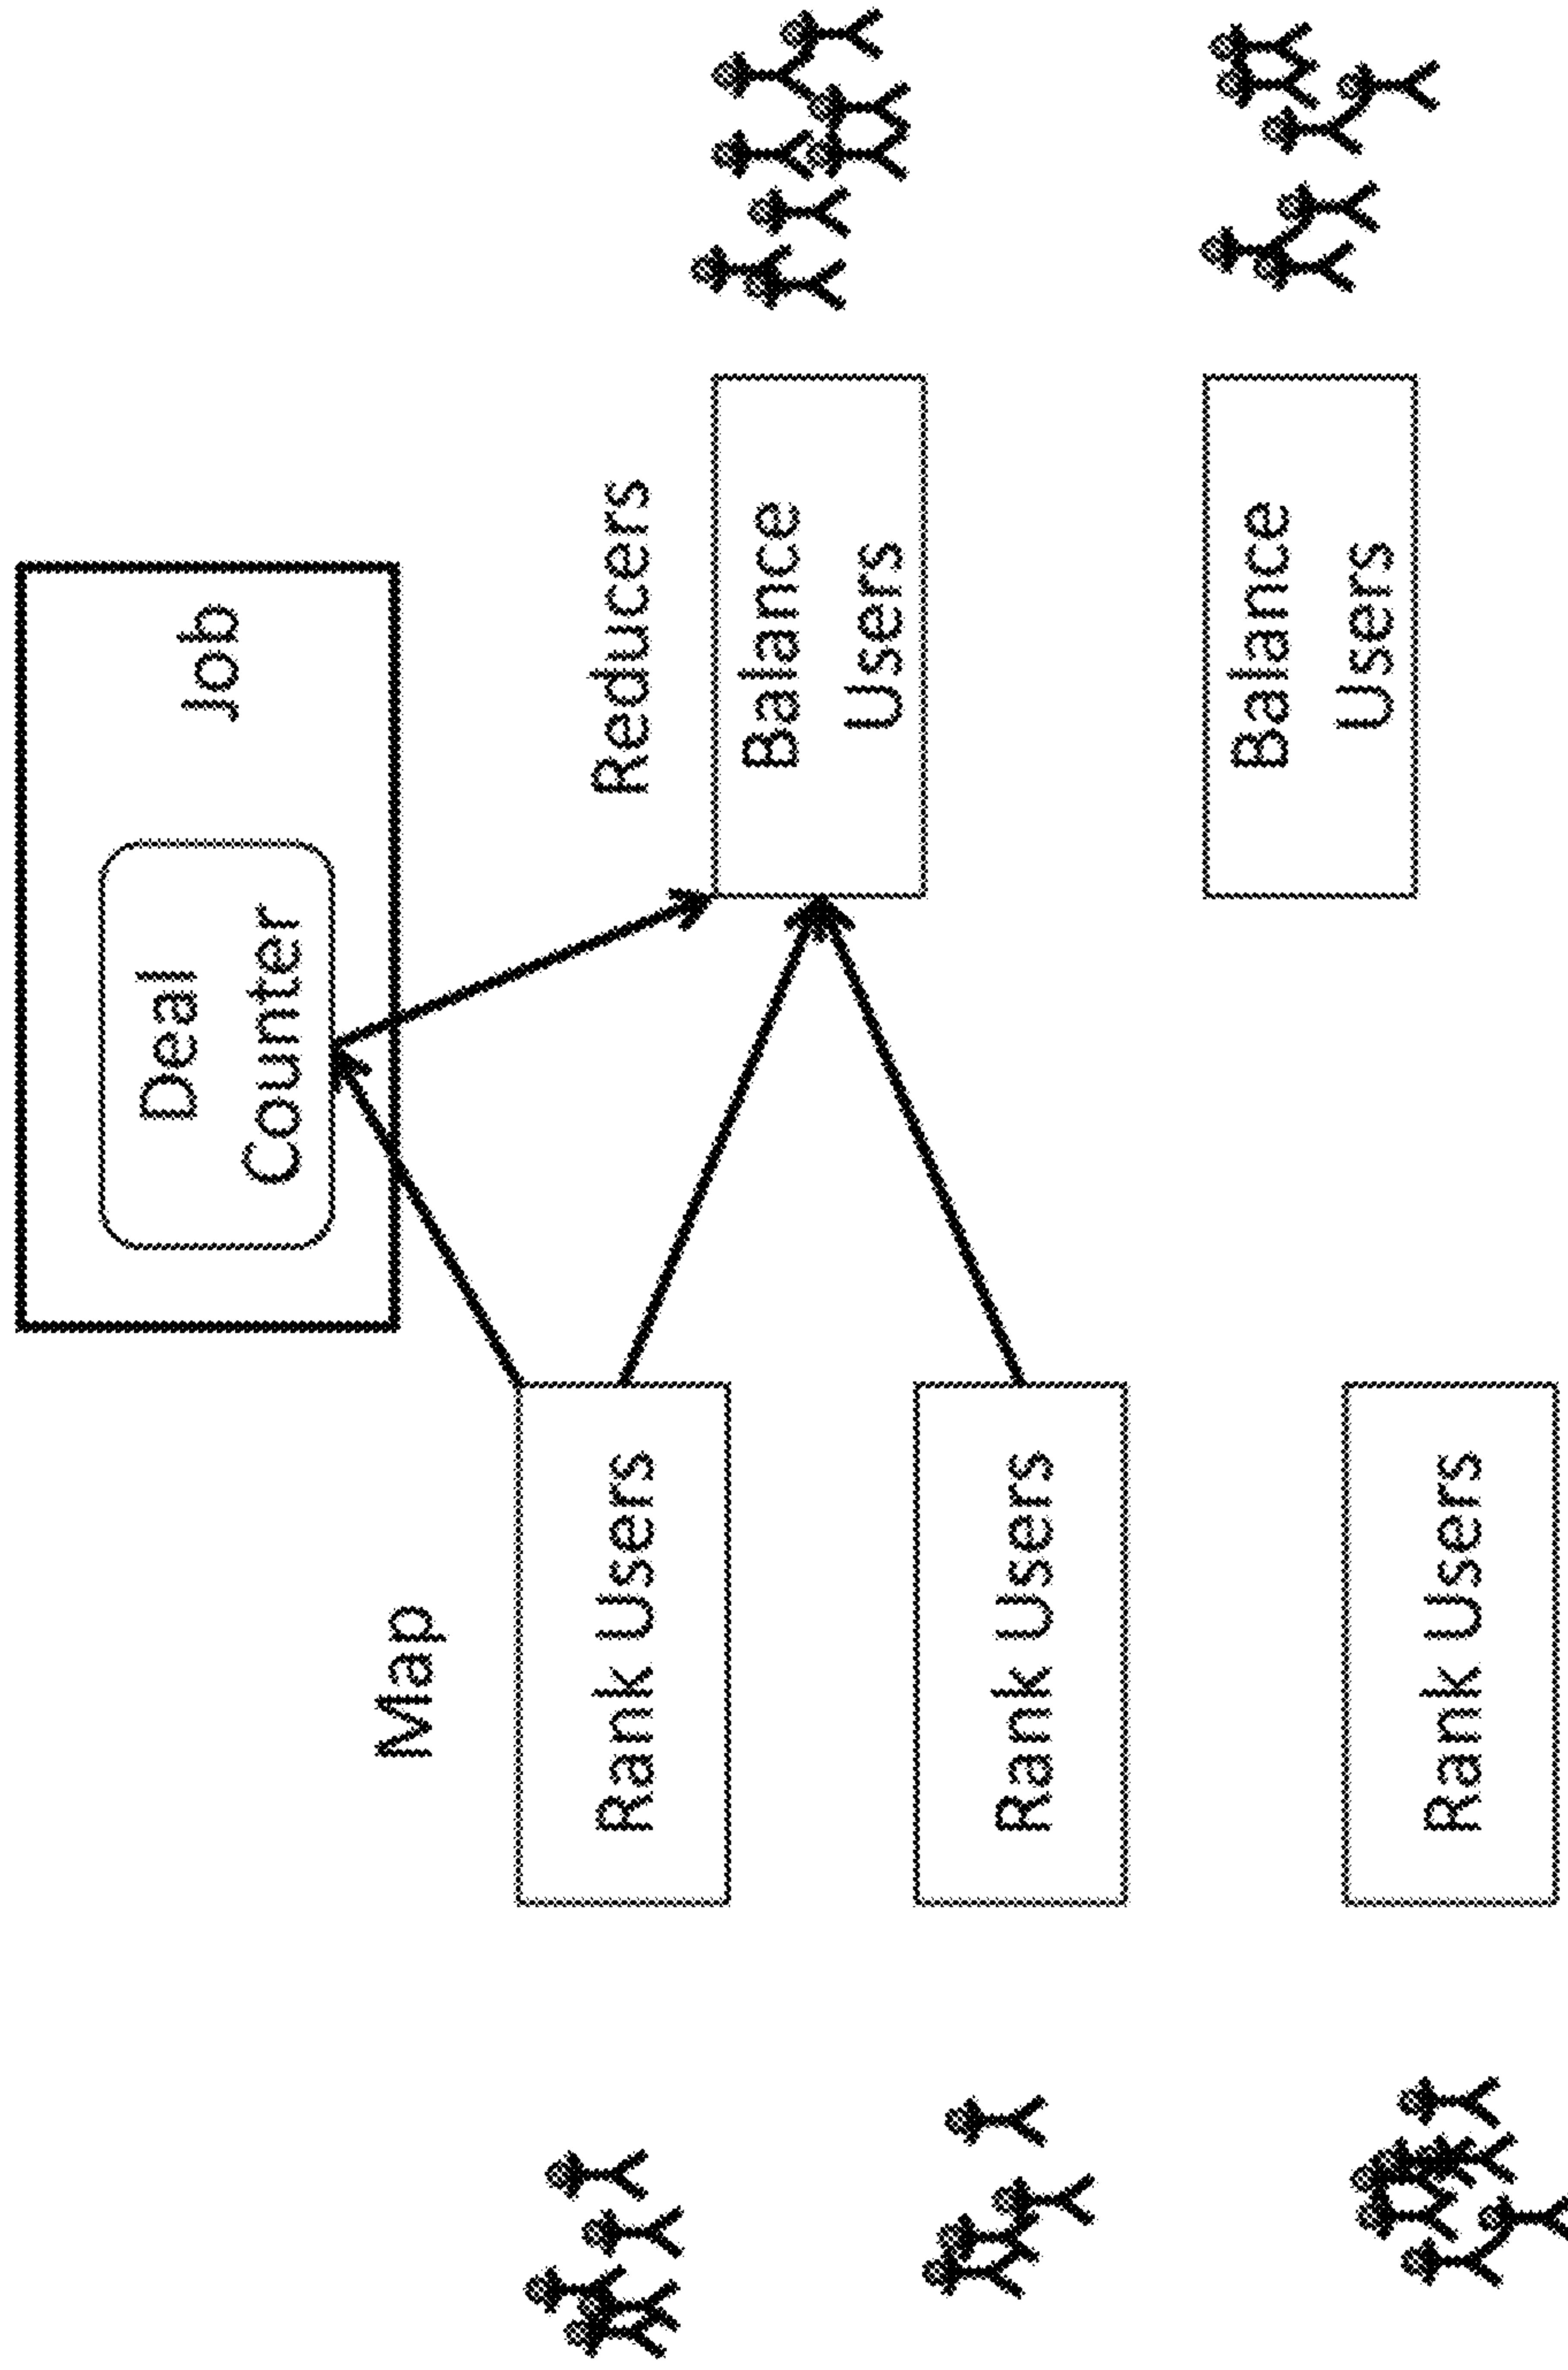 Job
Deal
Counter
Map
Reducers
Rank Users
Balance
Users
Rank Users
Balance
Users
Rank Users